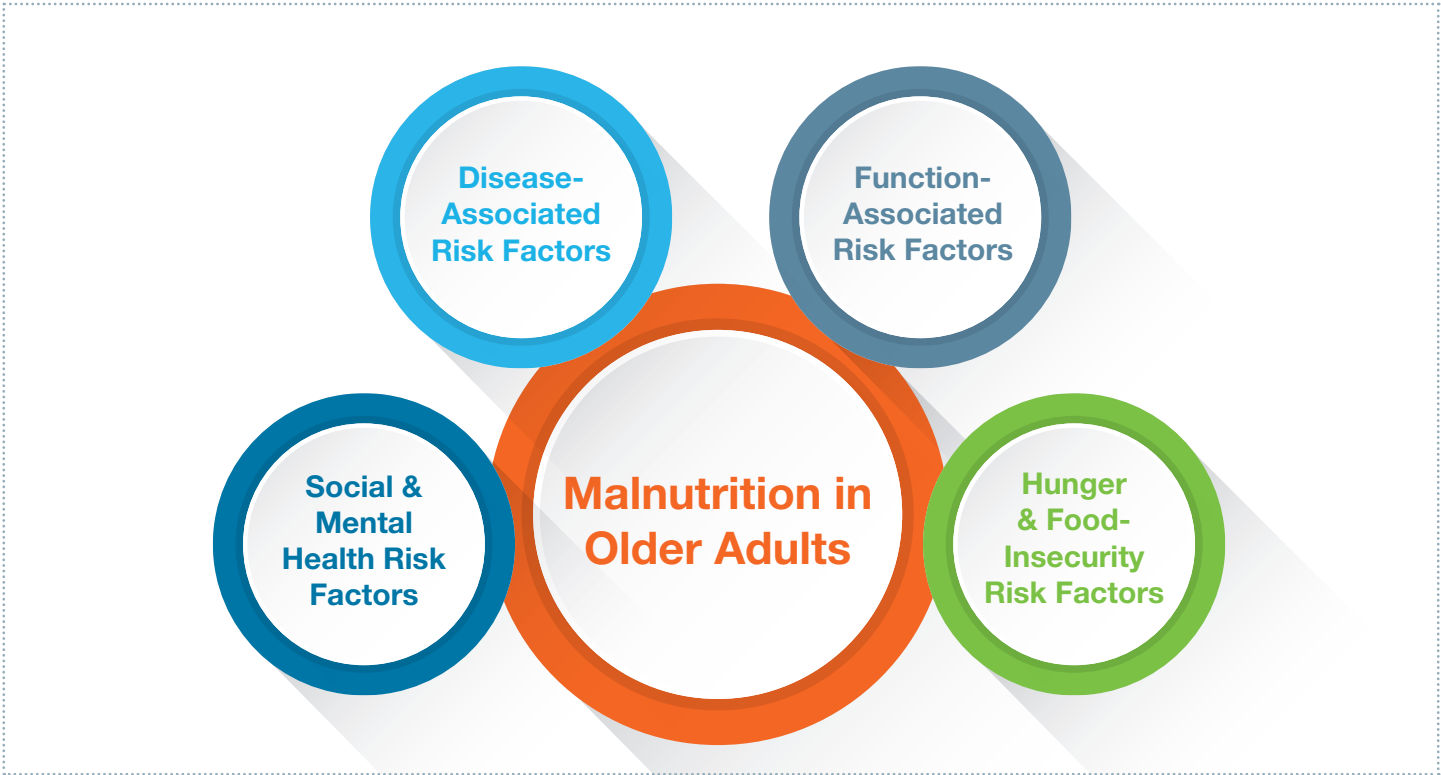 Disease-
Associated
Risk Factors
Function-
Associated
Risk Factors
Social &
Mental
Health Risk
Factors
Malnutrition in
Older Adults
Hunger
& Food-
Insecurity
Risk Factors